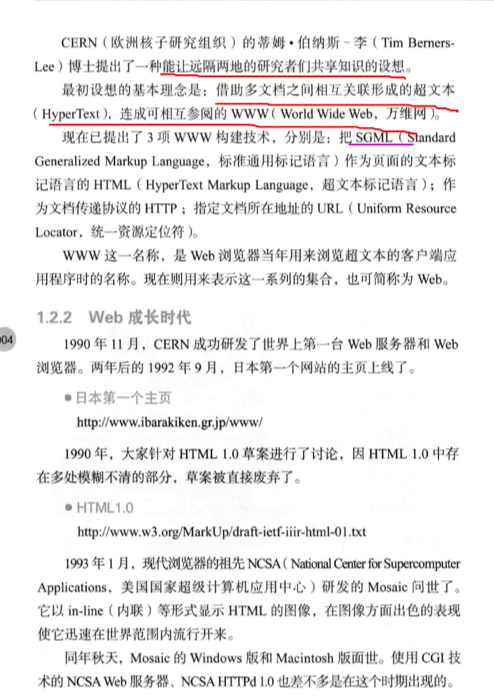 CERN（欧洲核子研究组织）的蒂姆·伯纳斯-李（Tim Berners-
Lee）博士提出了一种能让远隔两地的研究者们共享知识的设想。
最初设想的基本理念是：借助多文档之间相互关联形成的超文本
（HyperText），连成可相互参阅的 WWW（World Wide Web，万维网）。
现在已提出了 3 项 WWW 构建技术，分别是：把 SGML（Standard
Generalized Markup Language，标准通用标记语言）作为页面的文本标
记语言的 HTML（HyperText Markup Language，超文本标记语言）；作
为文档传递协议的 HTTP；指定文档所在地址的 URL（Uniform Resource
Locator，统一资源定位符）。
WWW 这一名称，是 Web 浏览器当年用来浏览超文本的客户端应
用程序时的名称。现在则用来表示这一系列的集合，也可简称为 Web。
1.2.2 Web 成长时代
004
1990 年 11 月，CERN 成功研发了世界上第一台 Web 服务器和 Web
浏览器。两年后的 1992 年 9 月，日本第一个网站的主页上线了。
●日本第一个主页
http://www.ibarakiken.gr.jp/www/
1990 年，大家针对 HTML 1.0 草案进行了讨论，因 HTML 1.0 中存
在多处模糊不清的部分，草案被直接废弃了。
●HTML1.0
http://www.w3.org/MarkUp/draft-ietf-iiir-html-01.txt
1993 年 1 月，现代浏览器的祖先 NCSA（National Center for Supercomputer
Applications，美国国家超级计算机应用中心）研发的 Mosaic 问世了。
它以 in-line（内联）等形式显示 HTML 的图像，在图像方面出色的表现
使它迅速在世界范围内流行开来。
同年秋天，Mosaic 的 Windows 版和 Macintosh 版面世。使用 CGI 技
术的 NCSA Web 服务器、NCSA HTTPd 1.0 也差不多是在这个时期出现的。